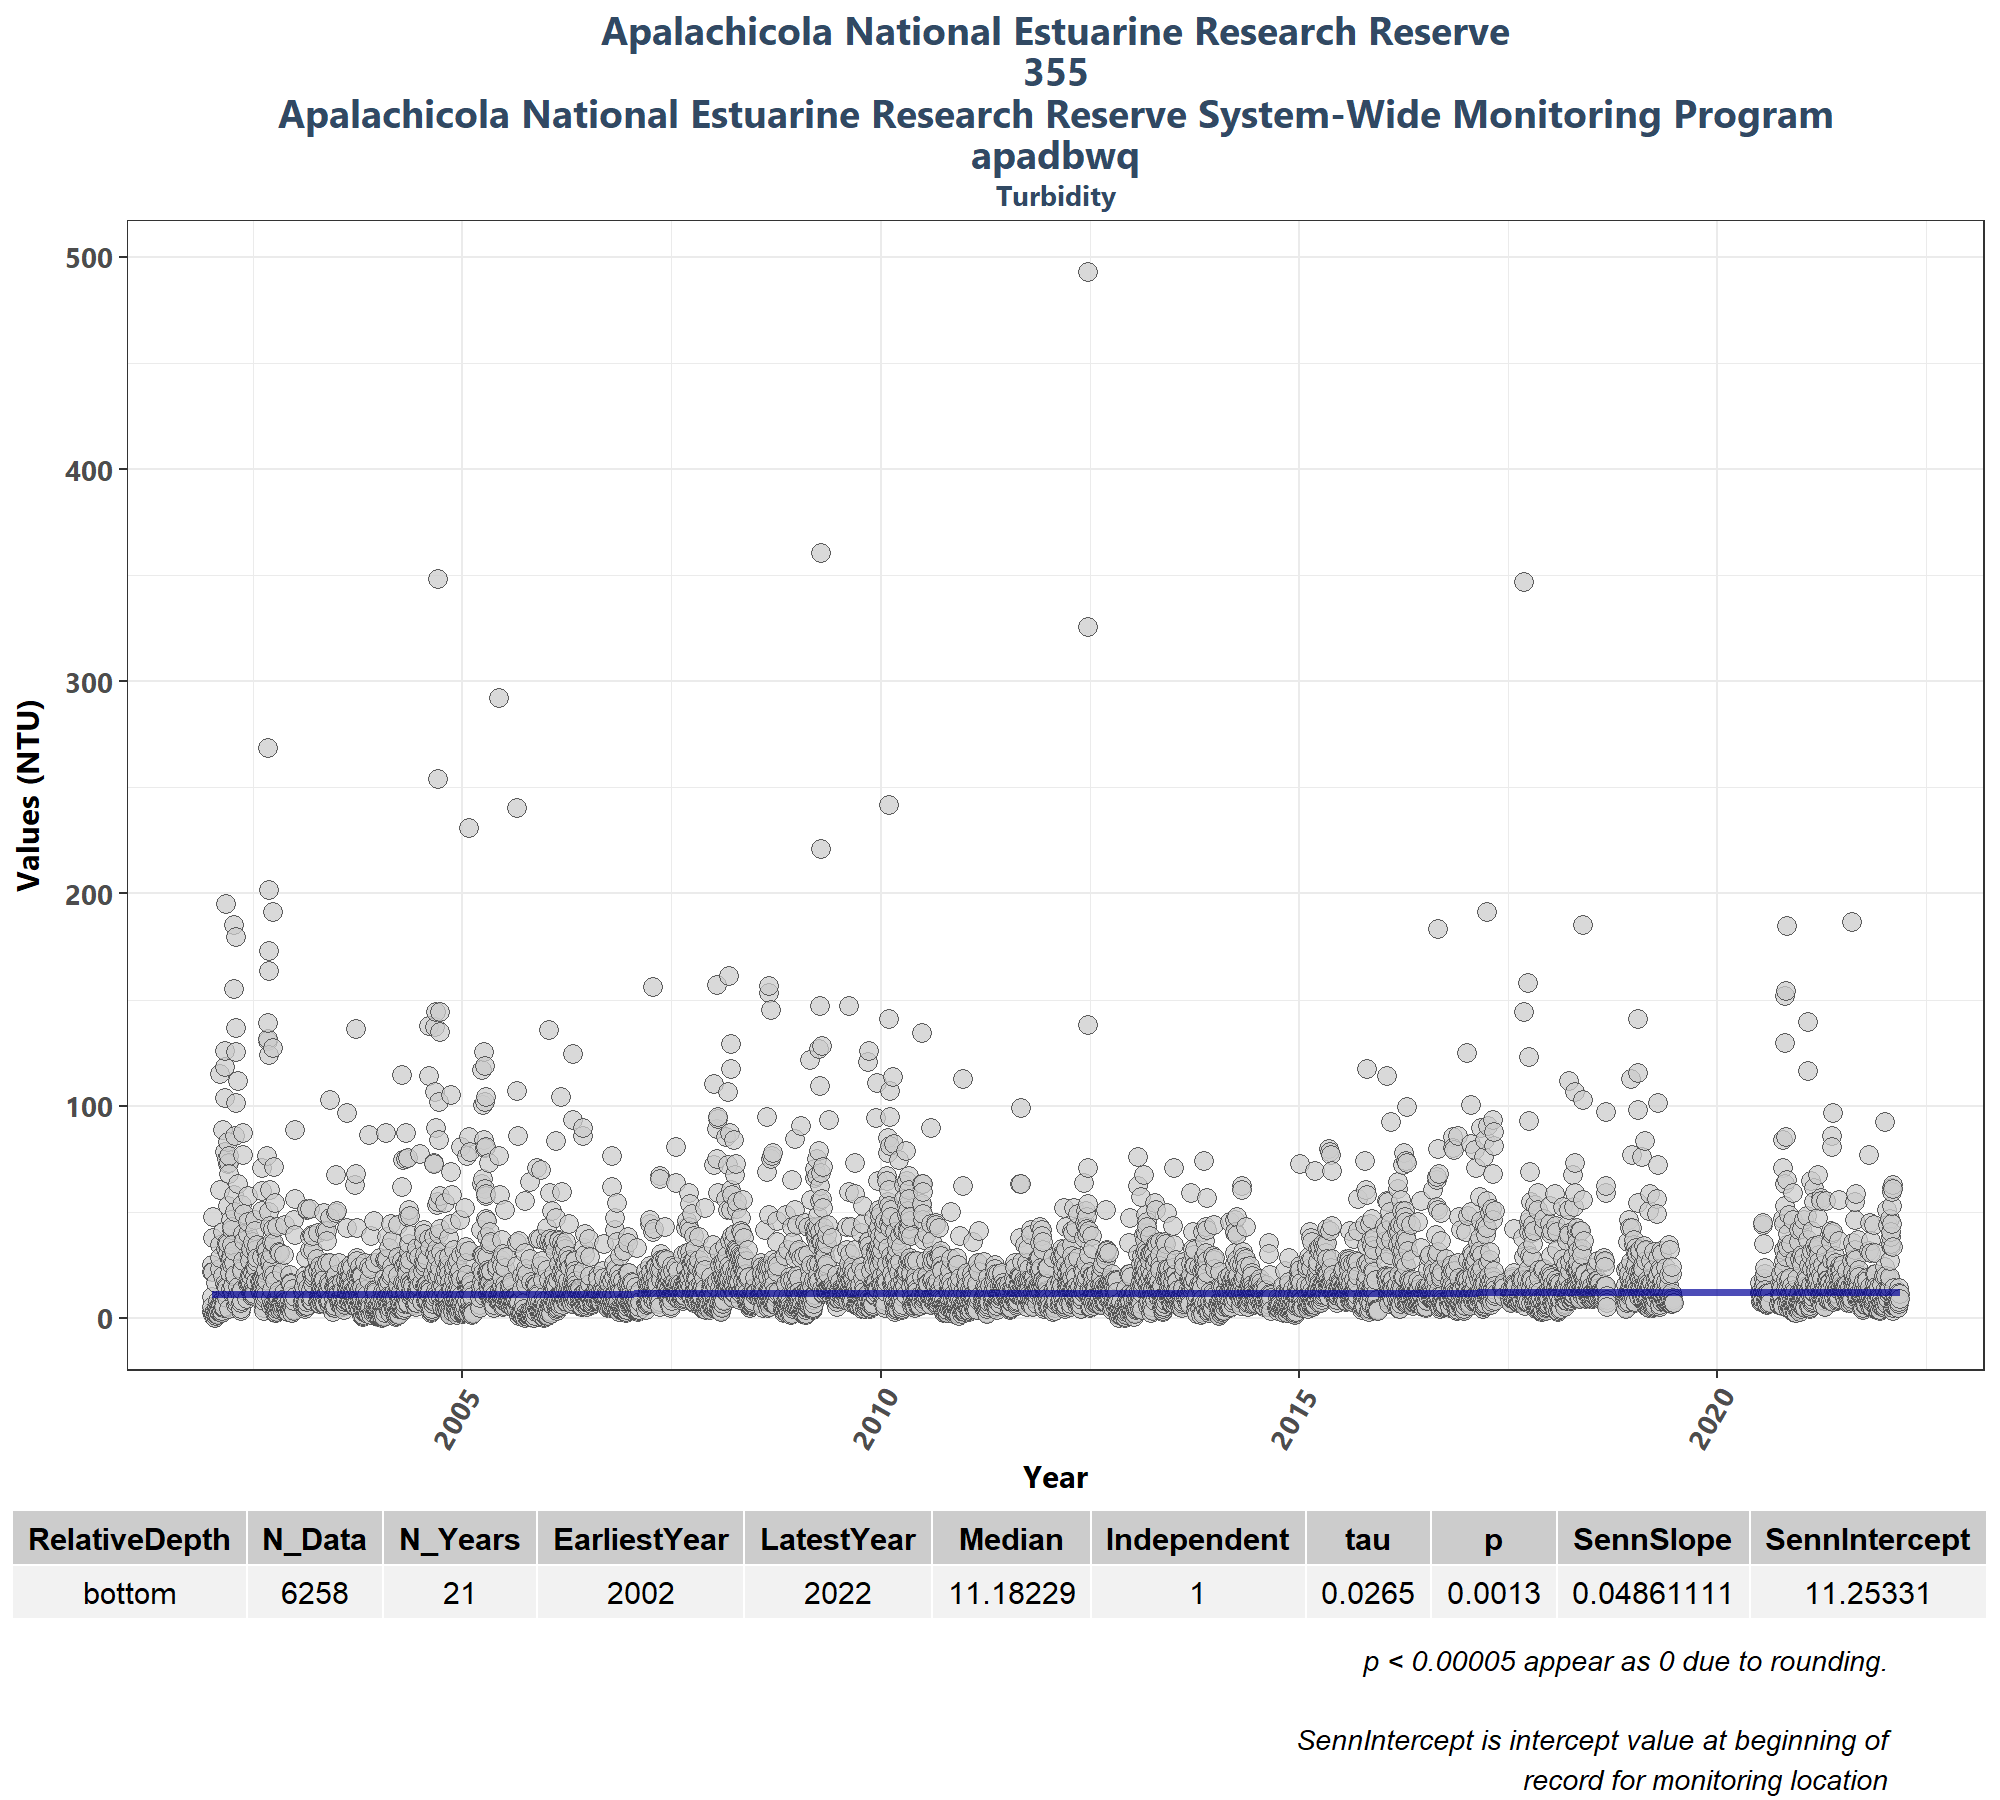 Apalachicola National Estuarine Research Reserve
355
Apalachicola National Estuarine Research Reserve System-Wide Monitoring Program
apadbwq
Turbidity
500
400
300
200
100
0
Values (NTU)
2005
2010
2015
2020
Year
RelativeDepth N_Data N_Years EarliestYear LatestYear Median Independent tau p SennSlope SennIntercept
bottom 6258 21 2002 2022 11.18229 1 0.0265 0.0013 0.04861111 11.25331
p < 0.00005 appear as 0 due to rounding.
SennIntercept is intercept value at beginning of
record for monitoring location